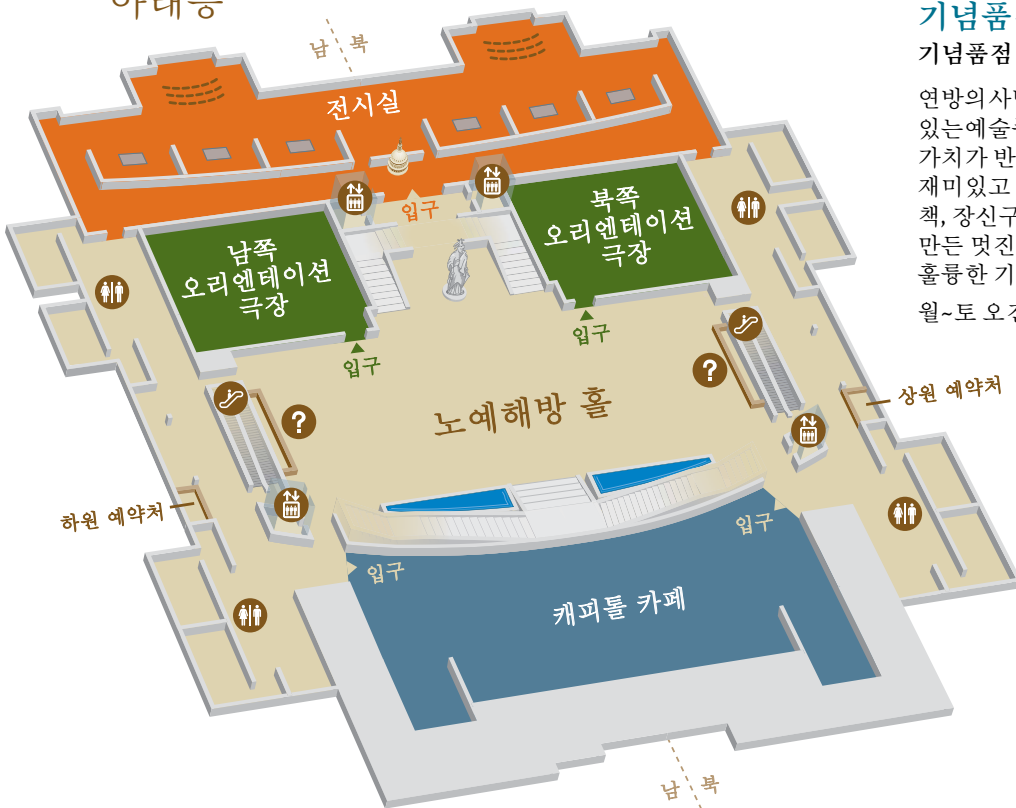 아래층
남 북
전시실
입구
남쪽
오리엔테이션
극장
북쪽
오리엔테이션
극장
입구
입구
?
?
노예해방 홀
상원 예약처
하원 예약처
입구
입구
캐피톨 카페
남 북
기념품
기념품점
연방의
있는예술
가치가 반
재미있고
책, 장신구
만든 멋진
훌륭한 기
월~토 오